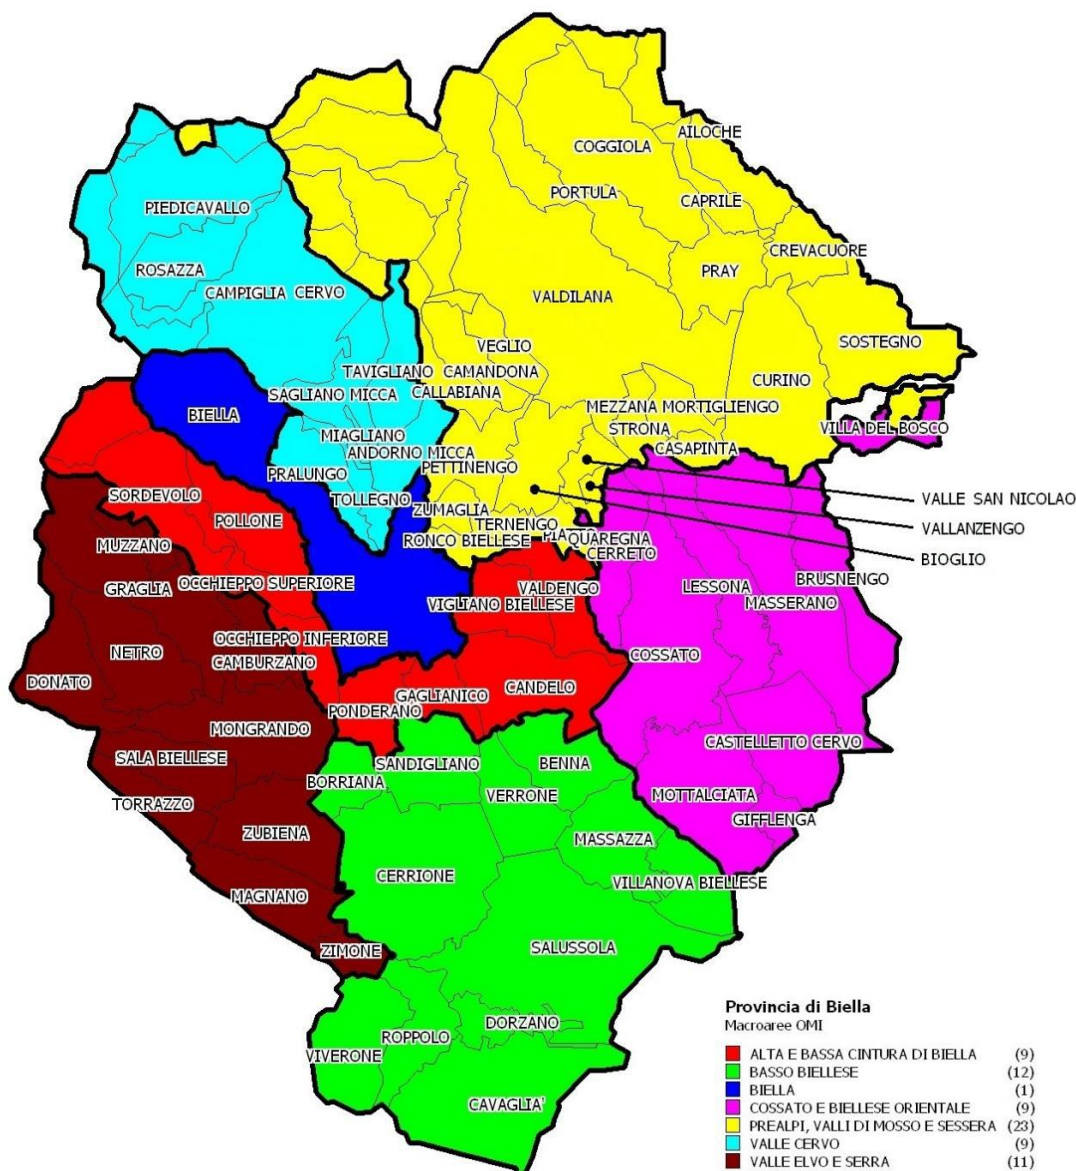 AILOCHE
COGGIOLA
PORTULA
CAPRILE
PIEDICAVALLO
CREVACUORE
ROSAZZA
PRAY
CAMPIGLIA CERVO
VALDILANA
SOSTEGNO
VEGLIO
TAVIGLIANO
CAMANDONA
CURINO
CALLABIANA
SAGLIANO MICCA
BIELLA
MEZZANA MORTIGLIENGO
VILLA DEL BOSCO
STRONA
MIAGLIANO
CASAPINTA
ANDORNO MICCA
PETTINENGO
PRALUNGO
SORDEVOLO
TOLLEGNO
VALLE SAN NICOLAO
ZUMAGLIA
POLLONE
TERNENGO
VALLANZENGO
PIATTO
RONCO BIELLESE
QUAREGNA
CERRETO
MUZZANO
BIOGLIO
OCCHIEPPO SUPERIORE
GRAGLIA
VALDENGO
LESSONA
BRUSNENGO
VIGLIANO BIELLESE
MASSERANO
OCCHIEPPO INFERIORE
NETRO
CAMBURZANO
COSSATO
DONATO
CANDELO
GAGLIANICO
PONDERANO
MONGRANDO
CASTELLETTO CERVO
SALA BIELLESE
SANDIGLIANO
BENNA
BORRIANA
VERRONE
MOTTALCIATA
TORRAZZO
GIFFLENGA
ZUBIENA
MASSAZZA
CERRIONE
VILLANOVA BIELLESE
MAGNANO
ZIMONE
SALUSSOLA
DORZANO
ROPPOLO
VIVERONE
CAVAGLIA'
Provincia di Biella
Macroaree OMI
ALTA E BASSA CINTURA DI BIELLA (9)
BASSO BIELLESE (12)
BIELLA (1)
COSSATO E BIELLESE ORIENTALE (9)
PREALPI, VALLI DI MOSSO E SESSERA (23)
VALLE CERVO (9)
VALLE ELVO E SERRA (11)